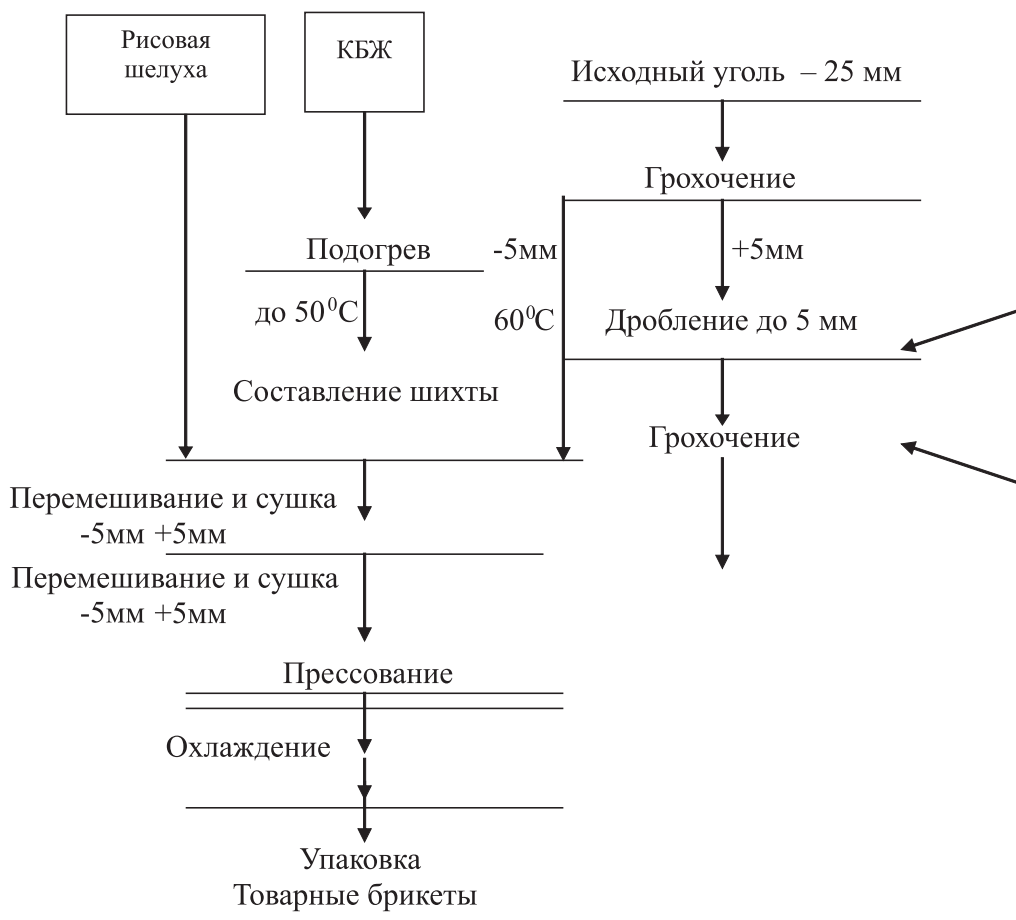 Рисовая
шелуха
КБЖ
Исходный уголь – 25 мм
Грохочение
Подогрев
-5мм
+5мм
до 50⁰С
60⁰С
Дробление до 5 мм
Составление шихты
Грохочение
Перемешивание и сушка
-5мм +5мм
Перемешивание и сушка
-5мм +5мм
Прессование
Охлаждение
Упаковка
Товарные брикеты